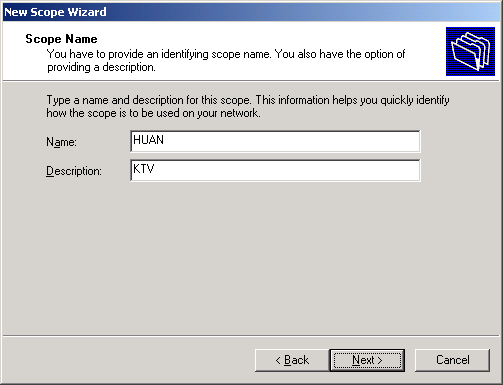 New Scope Wizard
Scope Name
You have to provide an identifying scope name. You also have the option of
providing a description.
Type a name and description for this scope. This information helps you quickly identify
how the scope is to be used on your network.
Name: HUAN
Description: KTV
< Back Next > Cancel